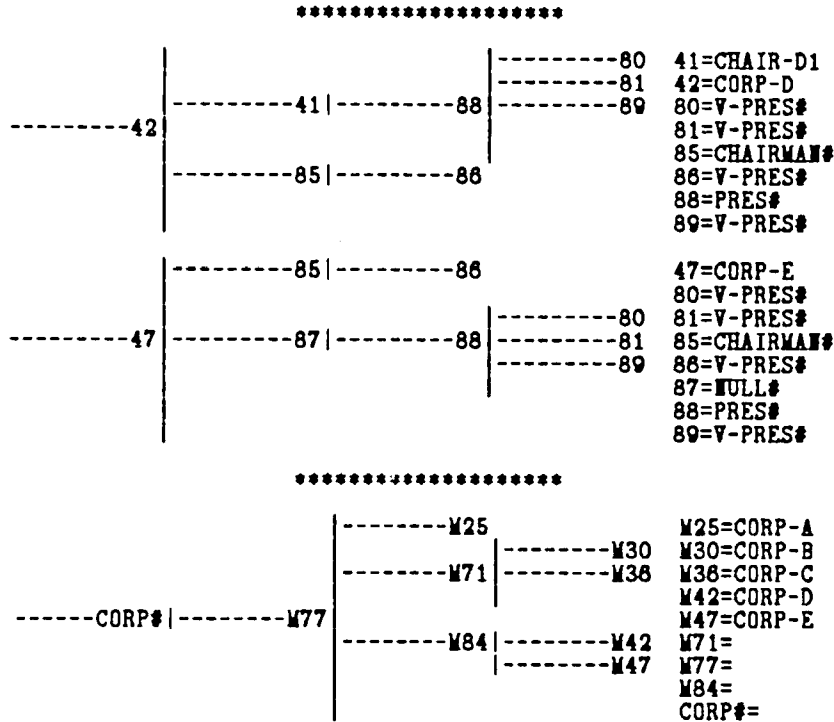 *******************
--------80 41=CHAIR-D1
--------81 42=CORP-D
--------41|--------88 --------89 80=V-PRES#
--------42 81=V-PRES#
85=CHAIRMAN#
--------85|--------86 86=V-PRES#
88=PRES#
89=V-PRES#
--------85|--------86 47=CORP-E
80=V-PRES#
--------80 81=V-PRES#
--------47 --------87|--------88 --------81 85=CHAIRMAN#
--------89 86=V-PRES#
87=NULL#
88=PRES#
89=V-PRES#
*******************
--------M25 M25=CORP-A
--------M30 M30=CORP-B
--------M71 --------M36 M36=CORP-C
M42=CORP-D
------CORP#|--------M77 M47=CORP-E
--------M84|--------M42 M71=
|--------M47 M77=
M84=
CORP#=